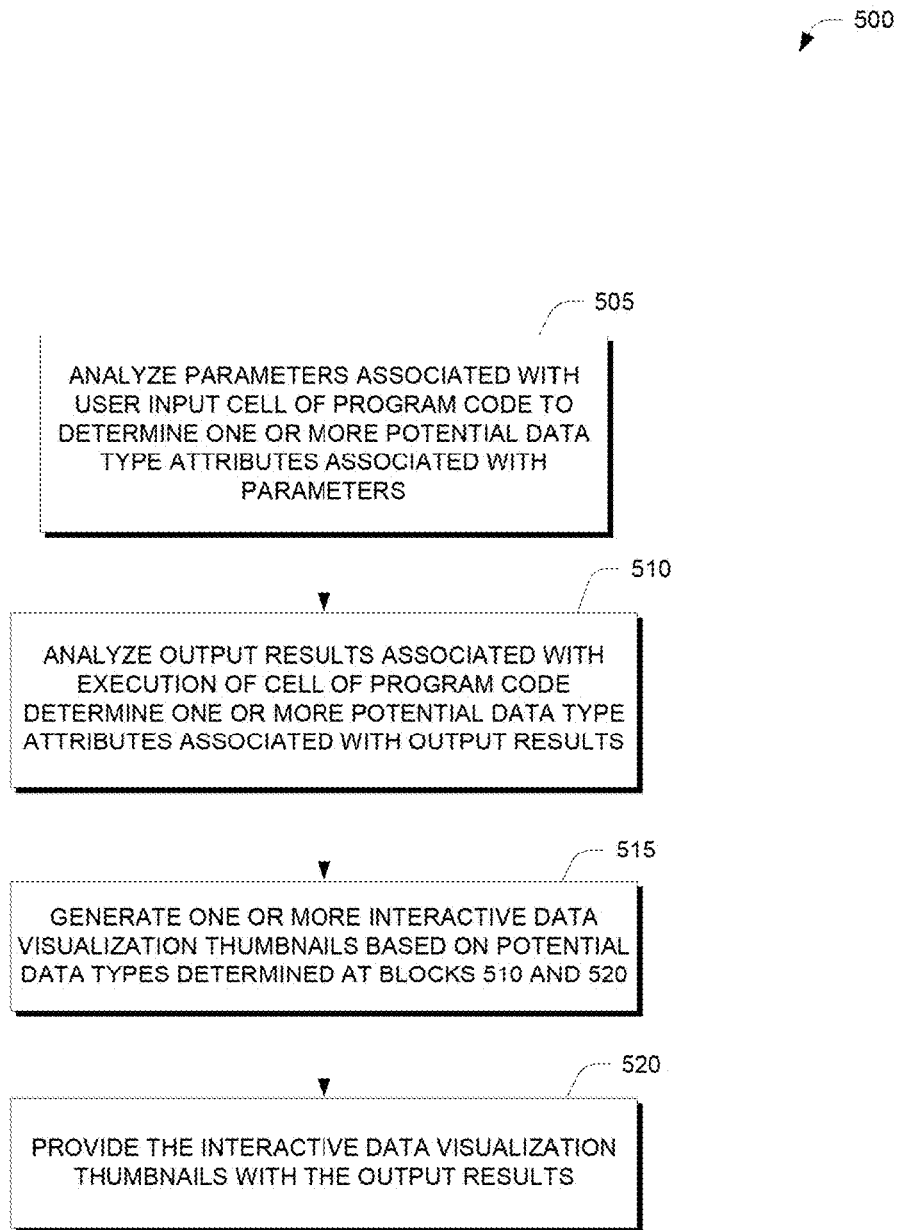 500
505
ANALYZE PARAMETERS ASSOCIATED WITH
USER INPUT CELL OF PROGRAM CODE TO
DETERMINE ONE OR MORE POTENTIAL DATA
TYPE ATTRIBUTES ASSOCIATED WITH
PARAMETERS
510
ANALYZE OUTPUT RESULTS ASSOCIATED WITH
EXECUTION OF CELL OF PROGRAM CODE
DETERMINE ONE OR MORE POTENTIAL DATA TYPE
ATTRIBUTES ASSOCIATED WITH OUTPUT RESULTS
515
GENERATE ONE OR MORE INTERACTIVE DATA
VISUALIZATION THUMBNAILS BASED ON POTENTIAL
DATA TYPES DETERMINED AT BLOCKS 510 AND 520
520
PROVIDE THE INTERACTIVE DATA VISUALIZATION
THUMBNAILS WITH THE OUTPUT RESULTS